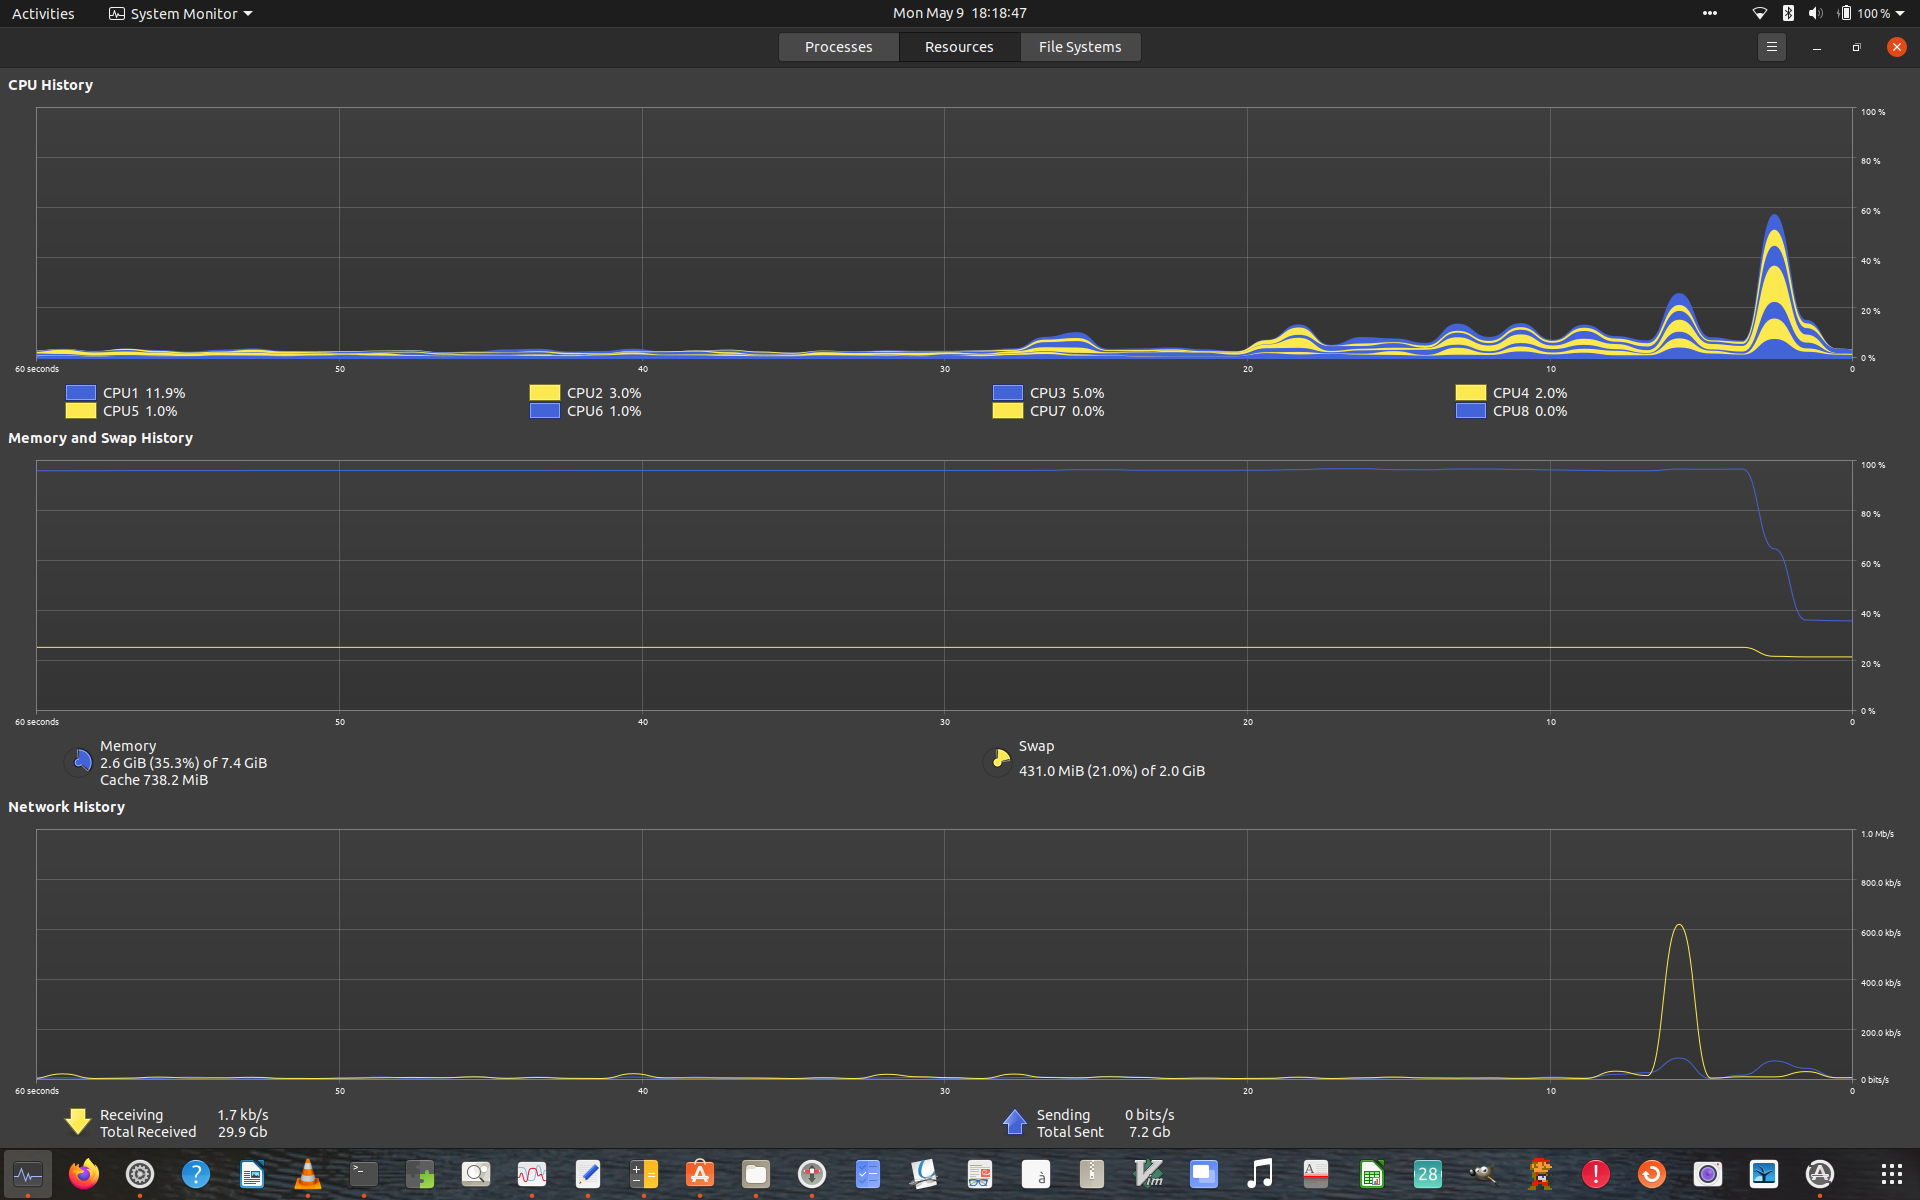 Activities System Monitor Mon May 9 18:18:47 100 %
Processes Resources File Systems
CPU History
100 %
80 %
60 %
40 %
20 %
0 %
60 seconds 50 40 30 20 10 0
CPU1 11.9% CPU2 3.0% CPU3 5.0% CPU4 2.0%
CPU5 1.0% CPU6 1.0% CPU7 0.0% CPU8 0.0%
Memory and Swap History
100 %
80 %
60 %
40 %
20 %
0 %
60 seconds 50 40 30 20 10 0
Memory
2.6 GiB (35.3%) of 7.4 GiB
Cache 738.2 MiB
Swap
431.0 MiB (21.0%) of 2.0 GiB
Network History
1.0 Mb/s
800.0 kb/s
600.0 kb/s
400.0 kb/s
200.0 kb/s
0 bits/s
60 seconds 50 40 30 20 10 0
Receiving 1.7 kb/s
Total Received 29.9 Gb
Sending 0 bits/s
Total Sent 7.2 Gb
? >_ à Vim A 28 !